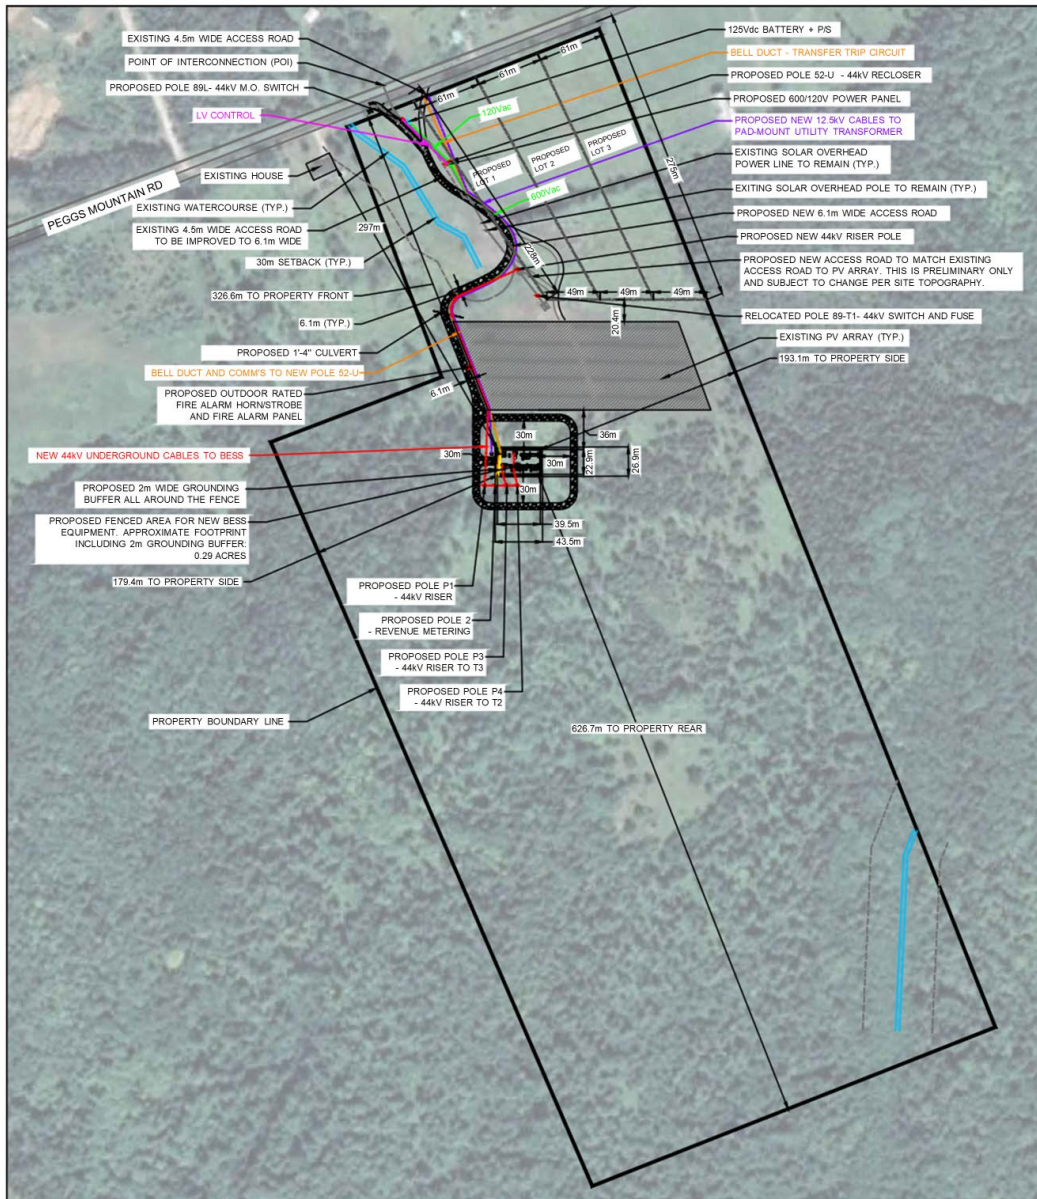 EXISTING 4.5m WIDE ACCESS ROAD
POINT OF INTERCONNECTION (POI)
PROPOSED POLE 89L- 44kV M.O. SWITCH
LV CONTROL
EXISTING HOUSE
PEGGS MOUNTAIN RD
EXISTING WATERCOURSE (TYP.)
EXISTING 4.5m WIDE ACCESS ROAD
TO BE IMPROVED TO 6.1m WIDE
30m SETBACK (TYP.)
326.6m TO PROPERTY FRONT
6.1m (TYP.)
PROPOSED 1'-4" CULVERT
BELL DUCT AND COMM'S TO NEW POLE 52-U
PROPOSED OUTDOOR RATED
FIRE ALARM HORN/STROBE
AND FIRE ALARM PANEL
NEW 44kV UNDERGROUND CABLES TO BESS
PROPOSED 2m WIDE GROUNDING
BUFFER ALL AROUND THE FENCE
PROPOSED FENCED AREA FOR NEW BESS
EQUIPMENT. APPROXIMATE FOOTPRINT
INCLUDING 2m GROUNDING BUFFER:
0.29 ACRES
179.4m TO PROPERTY SIDE
PROPOSED POLE P1
- 44kV RISER
PROPOSED POLE 2
- REVENUE METERING
PROPOSED POLE P3
- 44kV RISER TO T3
PROPOSED POLE P4
- 44kV RISER TO T2
PROPERTY BOUNDARY LINE
125Vdc BATTERY + P/S
BELL DUCT - TRANSFER TRIP CIRCUIT
PROPOSED POLE 52-U - 44kV RECLOSER
PROPOSED 600/120V POWER PANEL
PROPOSED NEW 12.5kV CABLES TO
PAD-MOUNT UTILITY TRANSFORMER
EXISTING SOLAR OVERHEAD
POWER LINE TO REMAIN (TYP.)
EXITING SOLAR OVERHEAD POLE TO REMAIN (TYP.)
PROPOSED NEW 6.1m WIDE ACCESS ROAD
PROPOSED NEW 44kV RISER POLE
PROPOSED NEW ACCESS ROAD TO MATCH EXISTING
ACCESS ROAD TO PV ARRAY. THIS IS PRELIMINARY ONLY
AND SUBJECT TO CHANGE PER SITE TOPOGRAPHY.
RELOCATED POLE 89-T1- 44kV SWITCH AND FUSE
EXISTING PV ARRAY (TYP.)
193.1m TO PROPERTY SIDE
61m
61m
61m
120Vac
600Vac
PROPOSED
LOT 1
PROPOSED
LOT 2
PROPOSED
LOT 3
275m
297m
228m
49m
49m
49m
20.4m
6.1m
36m
30m
30m
30m
30m
22.9m
26.9m
39.5m
43.5m
626.7m TO PROPERTY REAR